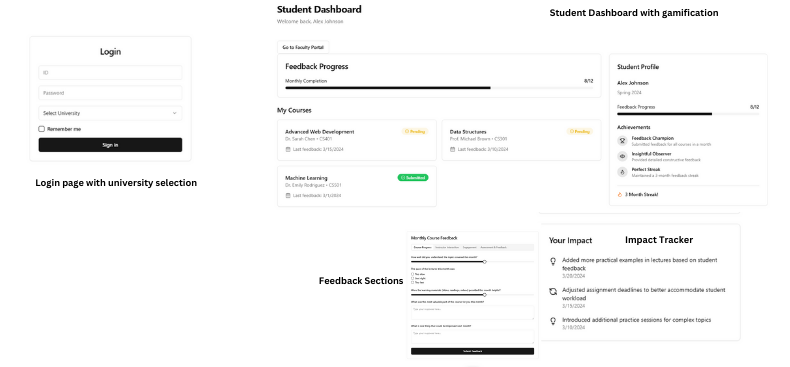 Student Dashboard
Welcome back, Alex Johnson
Student Dashboard with gamification
Login
ID
Password
Select University
Remember me
Sign in
Login page with university selection
Go to Faculty Portal
Feedback Progress
Monthly Completion
8/12
My Courses
Advanced Web Development
Pending
Dr. Sarah Chen • CS401
Last feedback: 3/15/2024
Data Structures
Pending
Prof. Michael Brown • CS305
Last feedback: 3/10/2024
Machine Learning
Submitted
Dr. Emily Rodriguez • CS501
Last feedback: 3/1/2024
Student Profile
Alex Johnson
Spring 2024
Feedback Progress
8/12
Achievements
Feedback Champion
Submitted feedback for all courses in a month
Insightful Observer
Provided detailed constructive feedback
Perfect Streak
Maintained a 3-month feedback streak
3 Month Streak!
Feedback Sections
Monthly Course Feedback
Submit Feedback
Your Impact
Impact Tracker
Added more practical examples in lectures based on student
feedback
3/20/2024
Adjusted assignment deadlines to better accommodate student
workload
3/15/2024
Introduced additional practice sessions for complex topics
3/10/2024